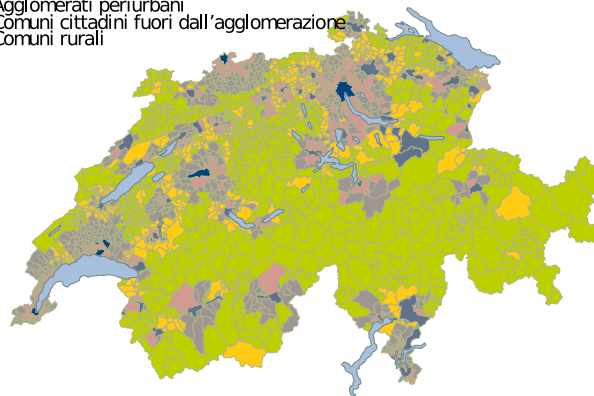 Agglomerati periurbani
Comuni cittadini fuori dall'agglomerazione
Comuni rurali